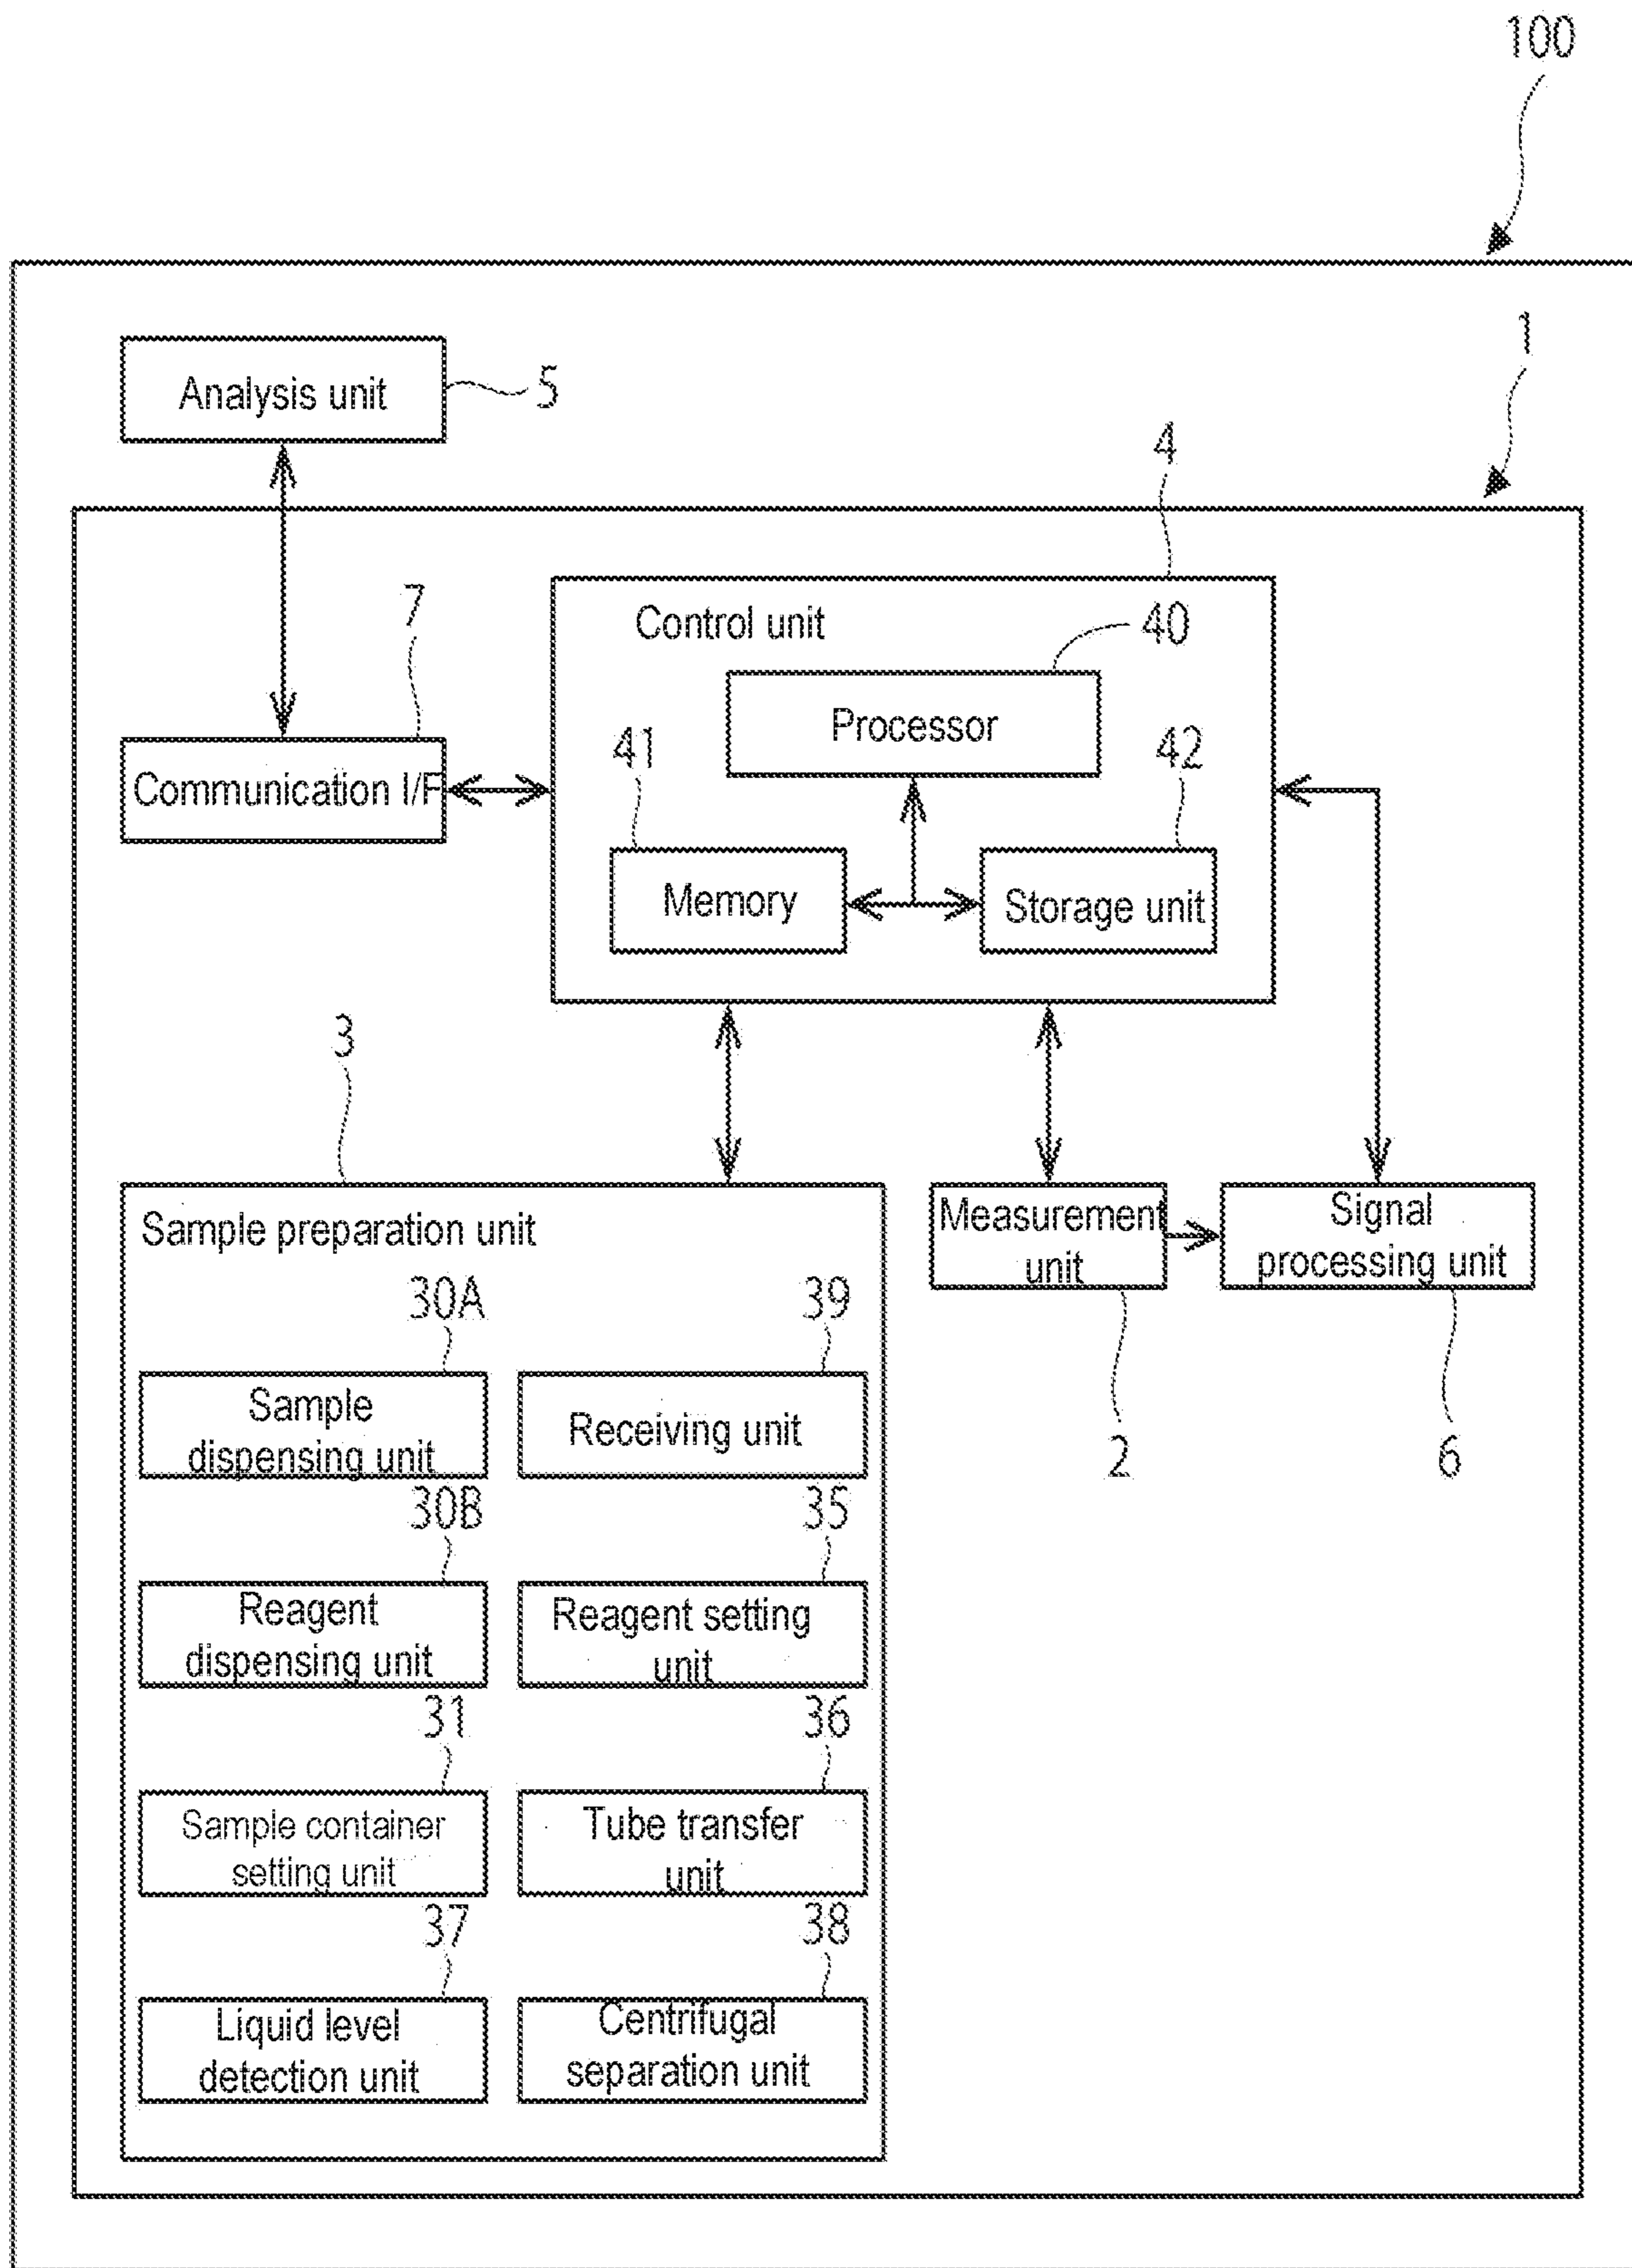 100
1
Analysis unit
5
4
7
Control unit
40
Processor
Communication I/F
41
42
Memory
Storage unit
3
Sample preparation unit
Measurement
unit
Signal
processing unit
30A
39
Sample
dispensing unit
Receiving unit
2
6
30B
35
Reagent
dispensing unit
Reagent setting
unit
31
36
Sample container
setting unit
Tube transfer
unit
37
38
Liquid level
detection unit
Centrifugal
separation unit